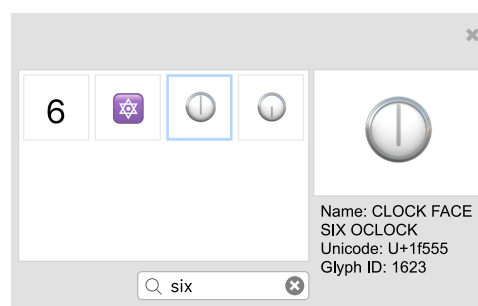 6
Name: CLOCK FACE
SIX OCLOCK
Unicode: U+1f555
Glyph ID: 1623
six